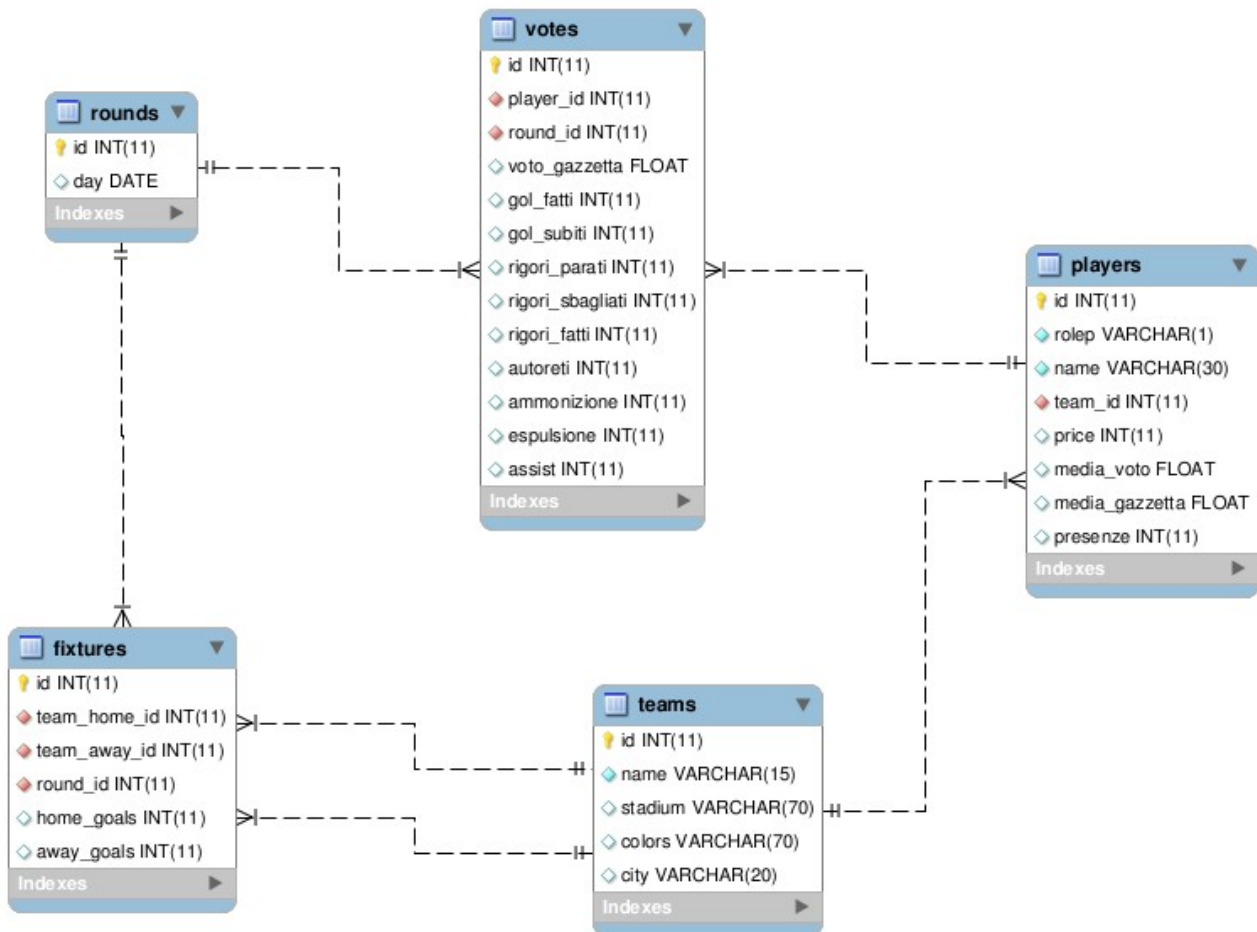 rounds
id INT(11)
day DATE
Indexes
votes
id INT(11)
player_id INT(11)
round_id INT(11)
voto_gazzetta FLOAT
gol_fatti INT(11)
gol_subiti INT(11)
rigori_parati INT(11)
rigori_sbagliati INT(11)
rigori_fatti INT(11)
autoreti INT(11)
ammonizione INT(11)
espulsione INT(11)
assist INT(11)
Indexes
players
id INT(11)
rolep VARCHAR(1)
name VARCHAR(30)
team_id INT(11)
price INT(11)
media_voto FLOAT
media_gazzetta FLOAT
presenze INT(11)
Indexes
fixtures
id INT(11)
team_home_id INT(11)
team_away_id INT(11)
round_id INT(11)
home_goals INT(11)
away_goals INT(11)
Indexes
teams
id INT(11)
name VARCHAR(15)
stadium VARCHAR(70)
colors VARCHAR(70)
city VARCHAR(20)
Indexes